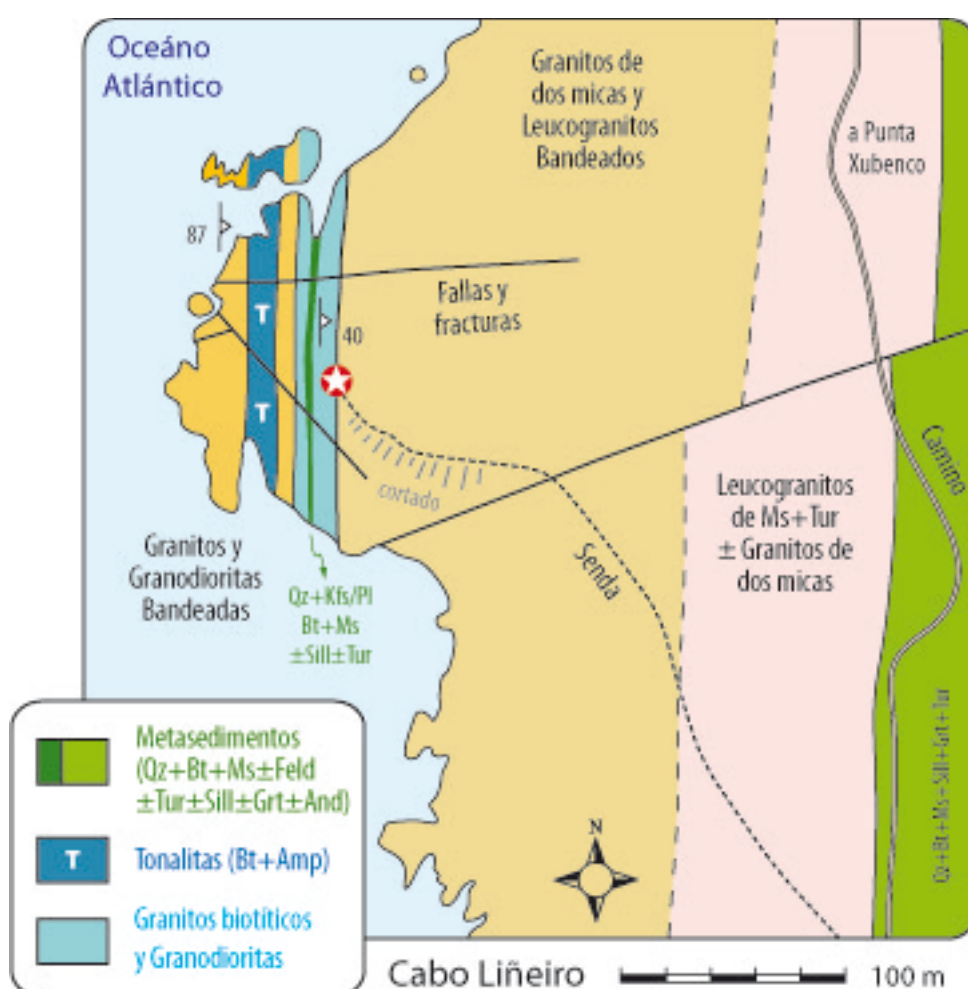 Oceáno
Atlántico
Granitos de
dos micas y
Leucogranitos
Bandeados
a Punta
Xubenco
87
Fallas y
fracturas
40
T
T
cortado
Camino
Leucogranitos
de Ms+Tur
± Granitos de
dos micas
Senda
Granitos y
Granodioritas
Bandeadas
Qz+Kfs/Pl
Bt+Ms
±Sill±Tur
Qz+Bt+Ms+Sill+Grt+Tur
Metasedimentos
(Qz+Bt+Ms±Feld
±Tur±Sill±Grt±And)
T Tonalitas (Bt+Amp)
Granitos biotíticos
y Granodioritas
N
Cabo Liñeiro 100 m